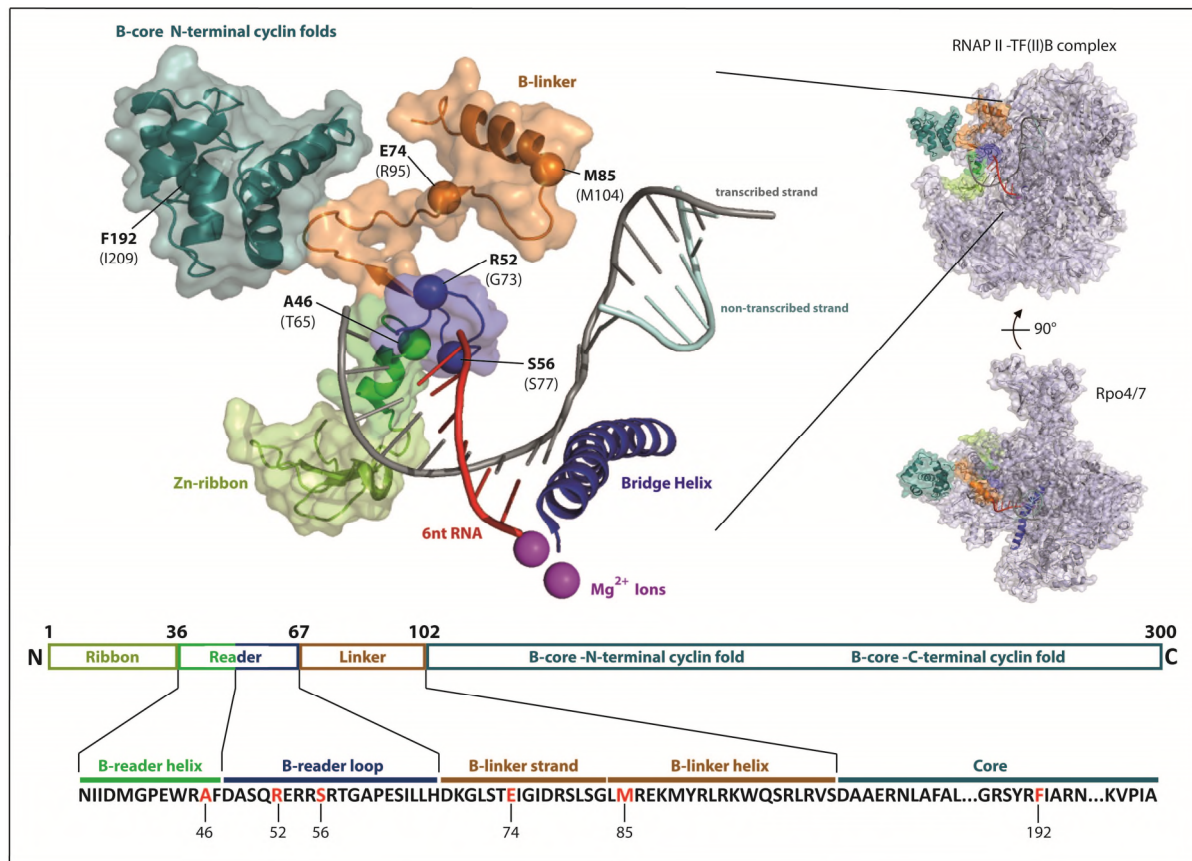 B-core N-terminal cyclin folds
B-linker
RNAP II -TF(II)B complex
E74
(R95)
M85
(M104)
transcribed strand
F192
(I209)
R52
(G73)
A46
(T65)
non-transcribed strand
S56
(S77)
90°
Rpo4/7
Zn-ribbon
Bridge Helix
6nt RNA
Mg2+ Ions
1 36 67 102 300
N Ribbon Reader Linker B-core -N-terminal cyclin fold B-core -C-terminal cyclin fold C
B-reader helix B-reader loop B-linker strand B-linker helix Core
NIIDMGPEWRAFDASQRERRSRTGAPESILLHDKGLSTEIGIDRSLSGLMREKMYRLRKWQSRLRVSDAAERNLAFAL...GRSYRFIARN...KVPIA
46 52 56 74 85 192